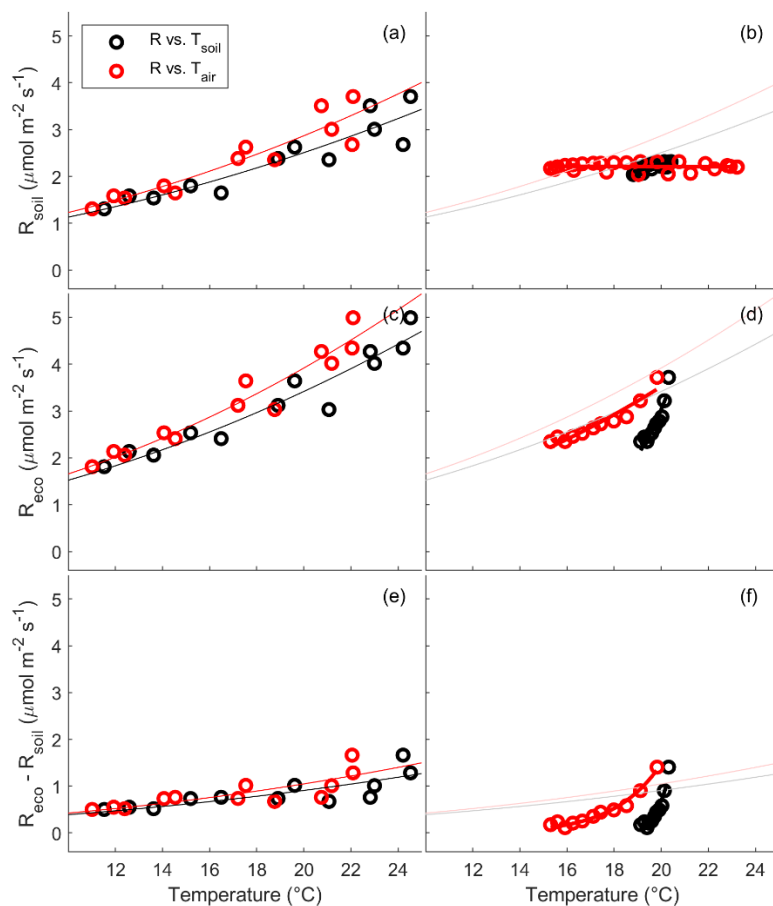 R vs. T_soil
R vs. T_air
(a)
(b)
R_soil (μmol m⁻² s⁻¹)
5
4
3
2
1
0
(c)
(d)
R_eco (μmol m⁻² s⁻¹)
5
4
3
2
1
0
(e)
(f)
R_eco - R_soil (μmol m⁻² s⁻¹)
5
4
3
2
1
0
12 14 16 18 20 22 24
12 14 16 18 20 22 24
Temperature (°C)
Temperature (°C)